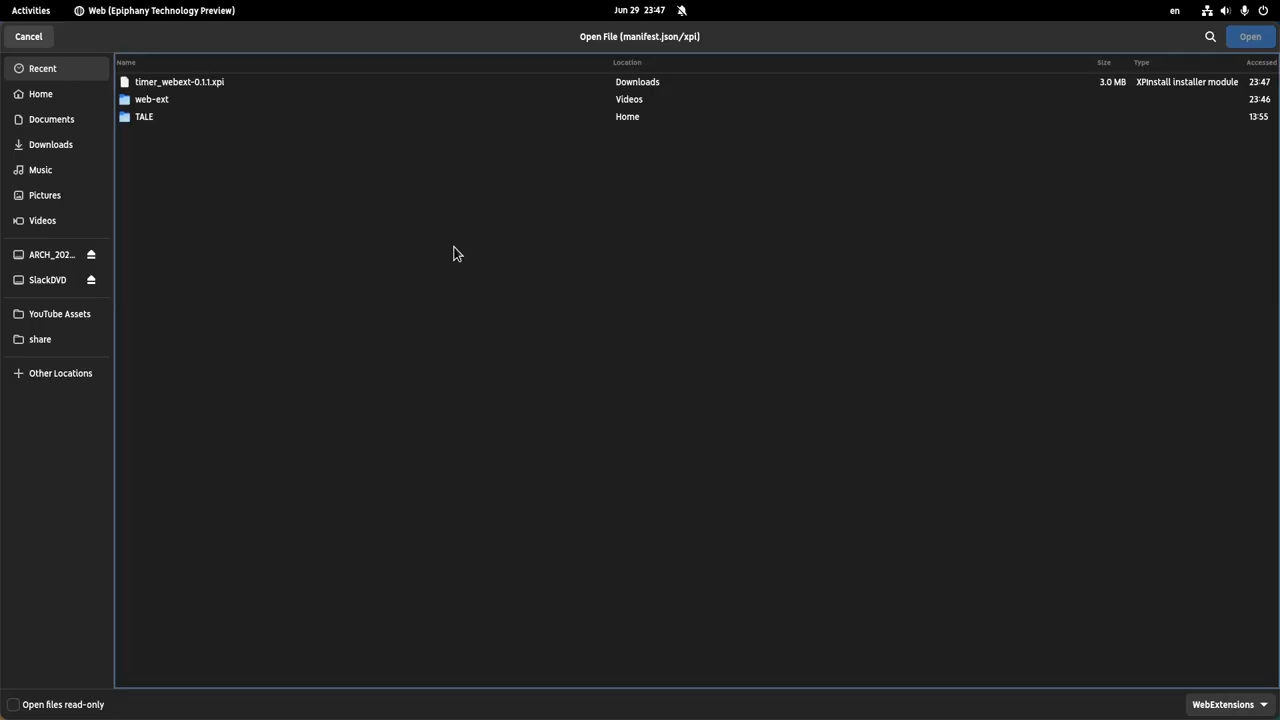 Activities Web (Epiphany Technology Preview) Jun 29 23:47 en
Cancel Open File (manifest.json/xpi) Open
Recent
Home
Documents
Downloads
Music
Pictures
Videos
ARCH_202...
SlackDVD
YouTube Assets
share
Other Locations
Name Location Size Type Accessed
timer_webext-0.1.1.xpi Downloads 3.0 MB XPInstall installer module 23:47
web-ext Videos 23:46
TALE Home 13:55
Open files read-only WebExtensions